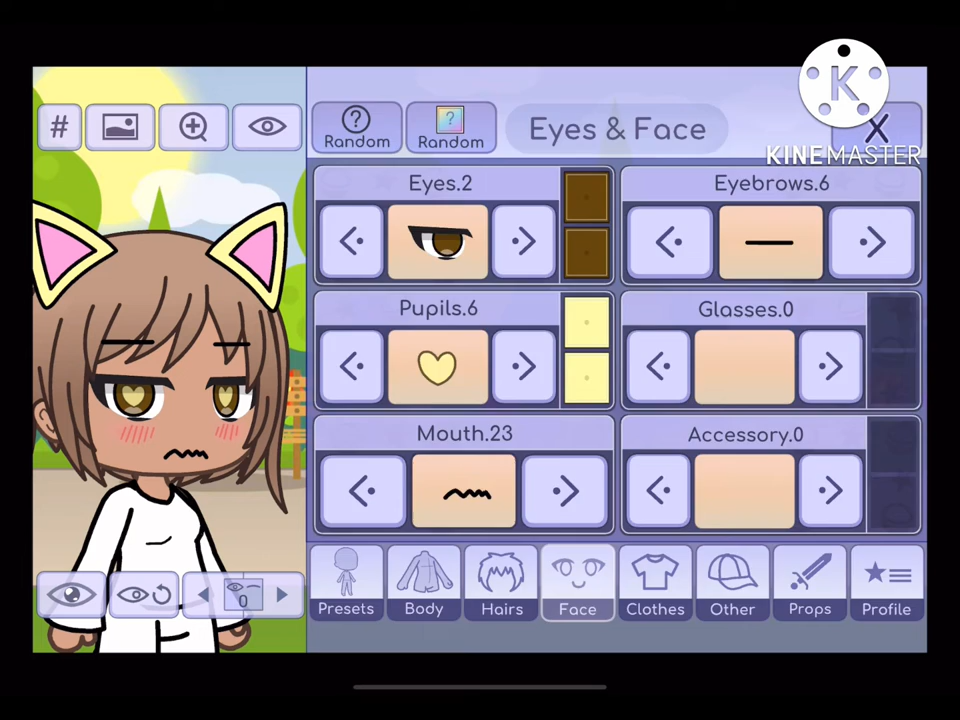 #
? Random
? Random
Eyes & Face
K
X
KINEMASTER
Eyes.2
Eyebrows.6
Pupils.6
Glasses.0
Mouth.23
Accessory.0
0
Presets
Body
Hairs
Face
Clothes
Other
Props
Profile